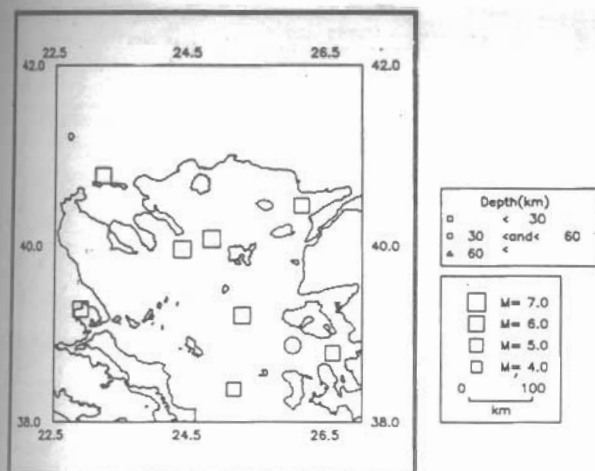 22.5 24.5 26.5
42.0 42.0
40.0 40.0
38.0 38.0
22.5 24.5 26.5
Depth(km)
< 30
30 <and< 60
60 <
M= 7.0
M= 6.0
M= 5.0
M= 4.0
0 100
km